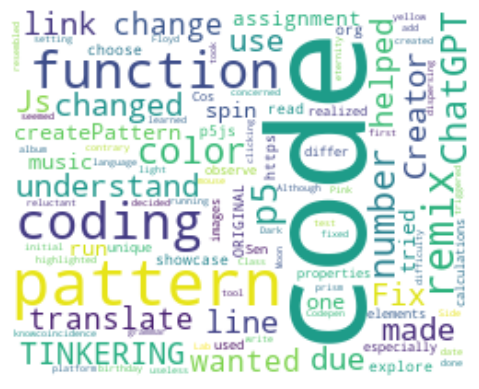 link change assignment org yellow add created
resembled setting Floyd took choose use eternity
function helped ChatGPT
Js changed Cos spin read realized dispersing
seemed learned concerned clicking
createPattern p5js color https differ Creator
contrary album language light music observe
understand ORIGINAL Although Pink first
reluctant decided running mouse images Dark
coding p5 code number tried remix triggered
initial run unique Sen test fixed difficulty calculations
highlighted showcase class Moon properties
pattern tool prism one Fix elements Side
translate line Codepen made
knowcoincidence grammar used Lab write especially date
TINKERING wanted due explore done
platform birthday useless